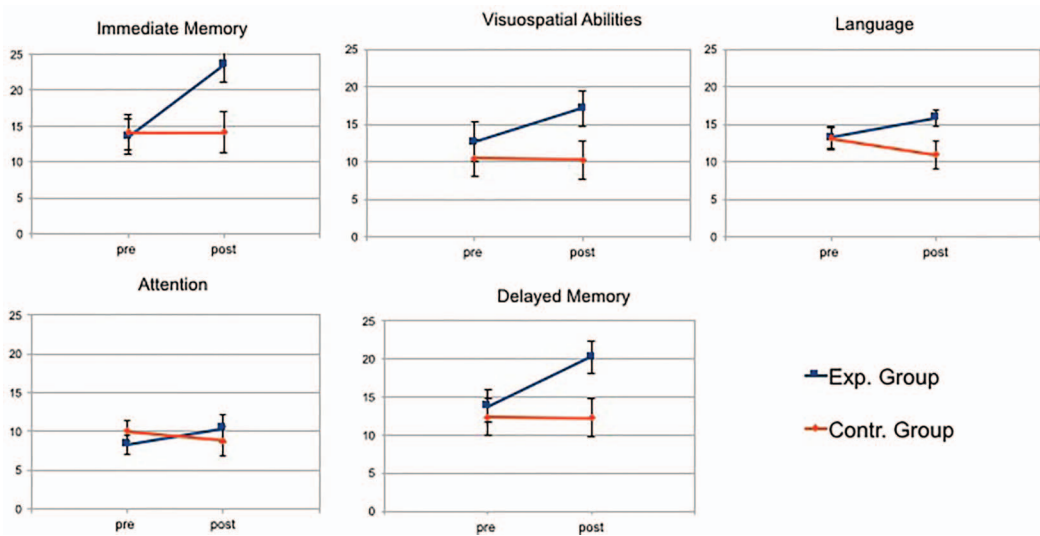 Immediate Memory
25
20
15
10
5
0
pre post
Visuospatial Abilities
25
20
15
10
5
0
pre post
Language
25
20
15
10
5
0
pre post
Attention
25
20
15
10
5
0
pre post
Delayed Memory
25
20
15
10
5
0
pre post
Exp. Group
Contr. Group